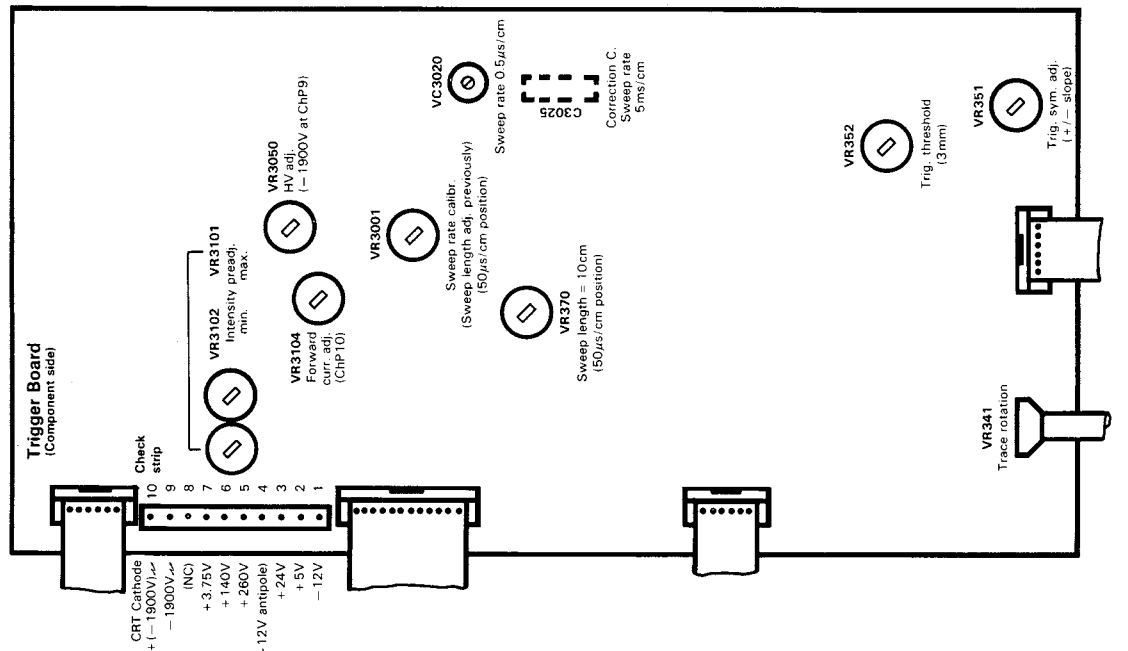 Trigger Board
(Component side)
Check
strip
10
9
8
7
6
5
4
3
2
1
CRT Cathode
+(−1900V)
−1900V
(NC)
+3.75V
+140V
+260V
12V antipole)
+24V
+5V
−12V
VR3102
VR3101
Intensity preadj.
min.
max.
VR3050
HV adj.
(−1900V at ChP9)
VR3104
Forward
curr. adj.
(ChP10)
VR3001
Sweep rate calibr.
(Sweep length adj. previously)
(50μs/cm position)
VR370
Sweep length = 10cm
(50μs/cm position)
VC3020
Sweep rate 0.5μs/cm
C3025
Correction C.
Sweep rate
5ms/cm
VR352
Trig. threshold
(3mm)
VR351
Trig. sym. adj.
(+/− slope)
VR341
Trace rotation